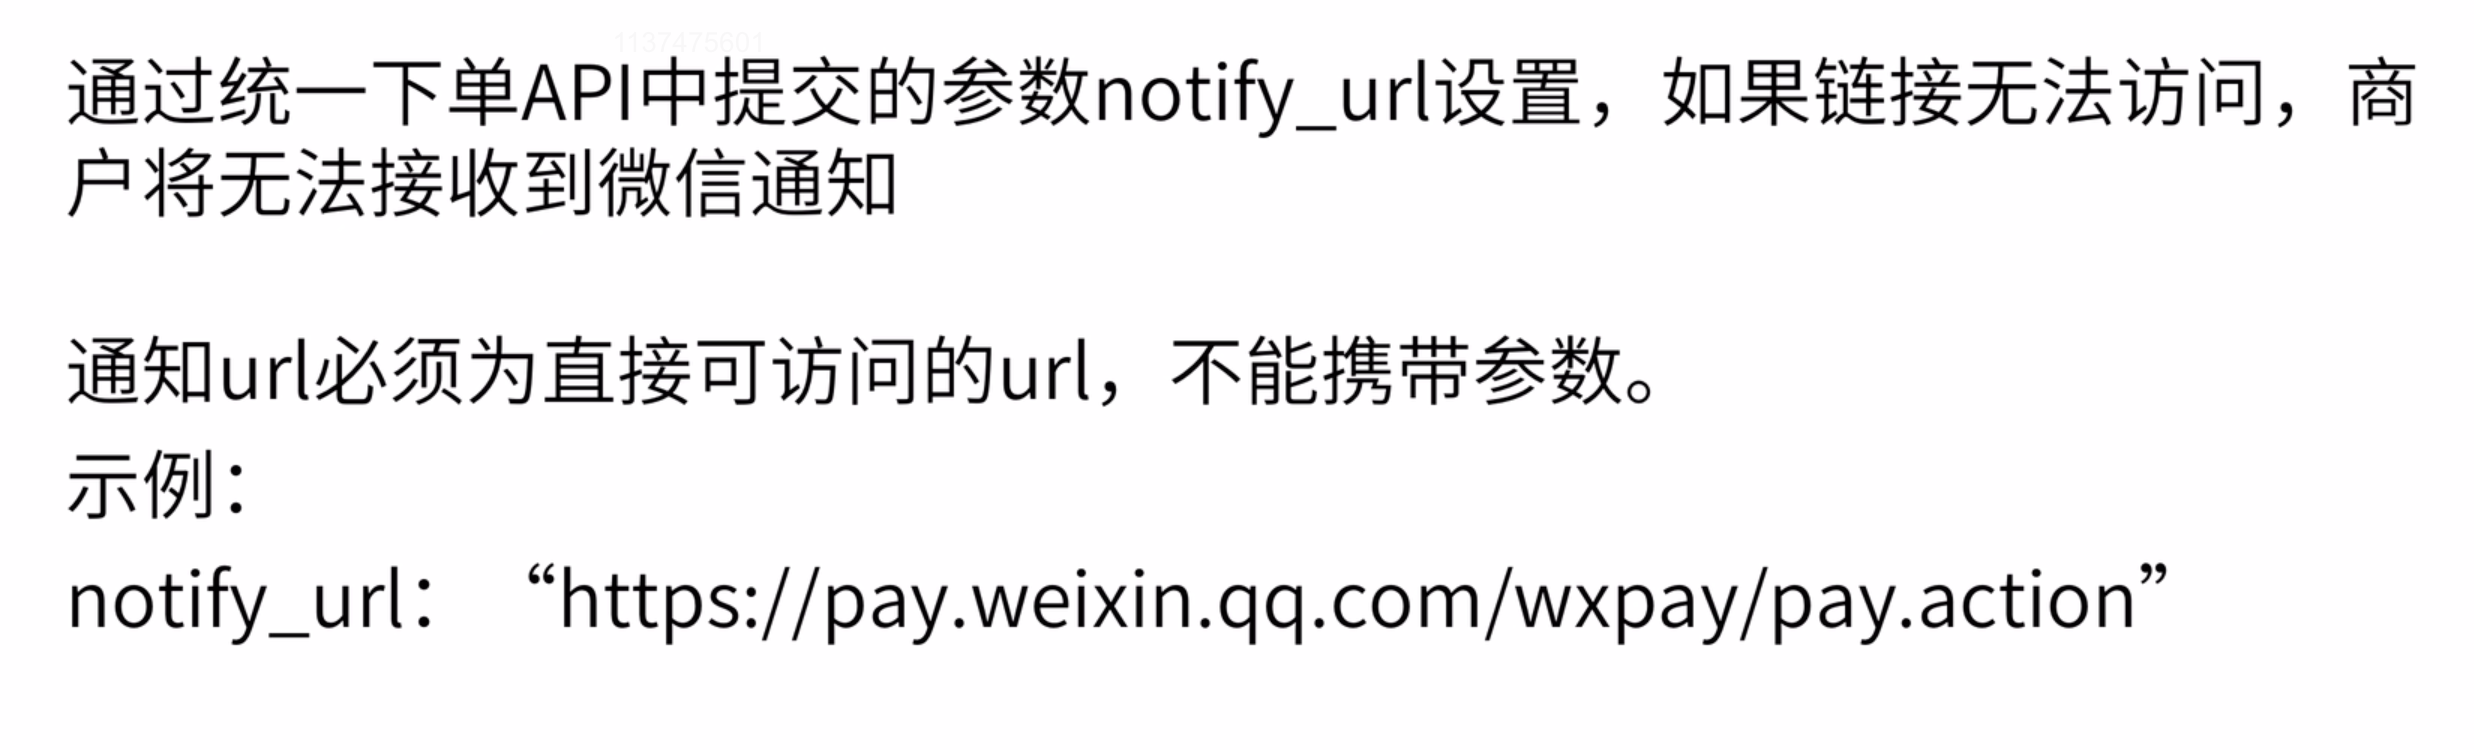 1137475601
通过统一下单API中提交的参数notify_url设置，如果链接无法访问，商
户将无法接收到微信通知
通知url必须为直接可访问的url，不能携带参数。
示例：
notify_url：“https://pay.weixin.qq.com/wxpay/pay.action”